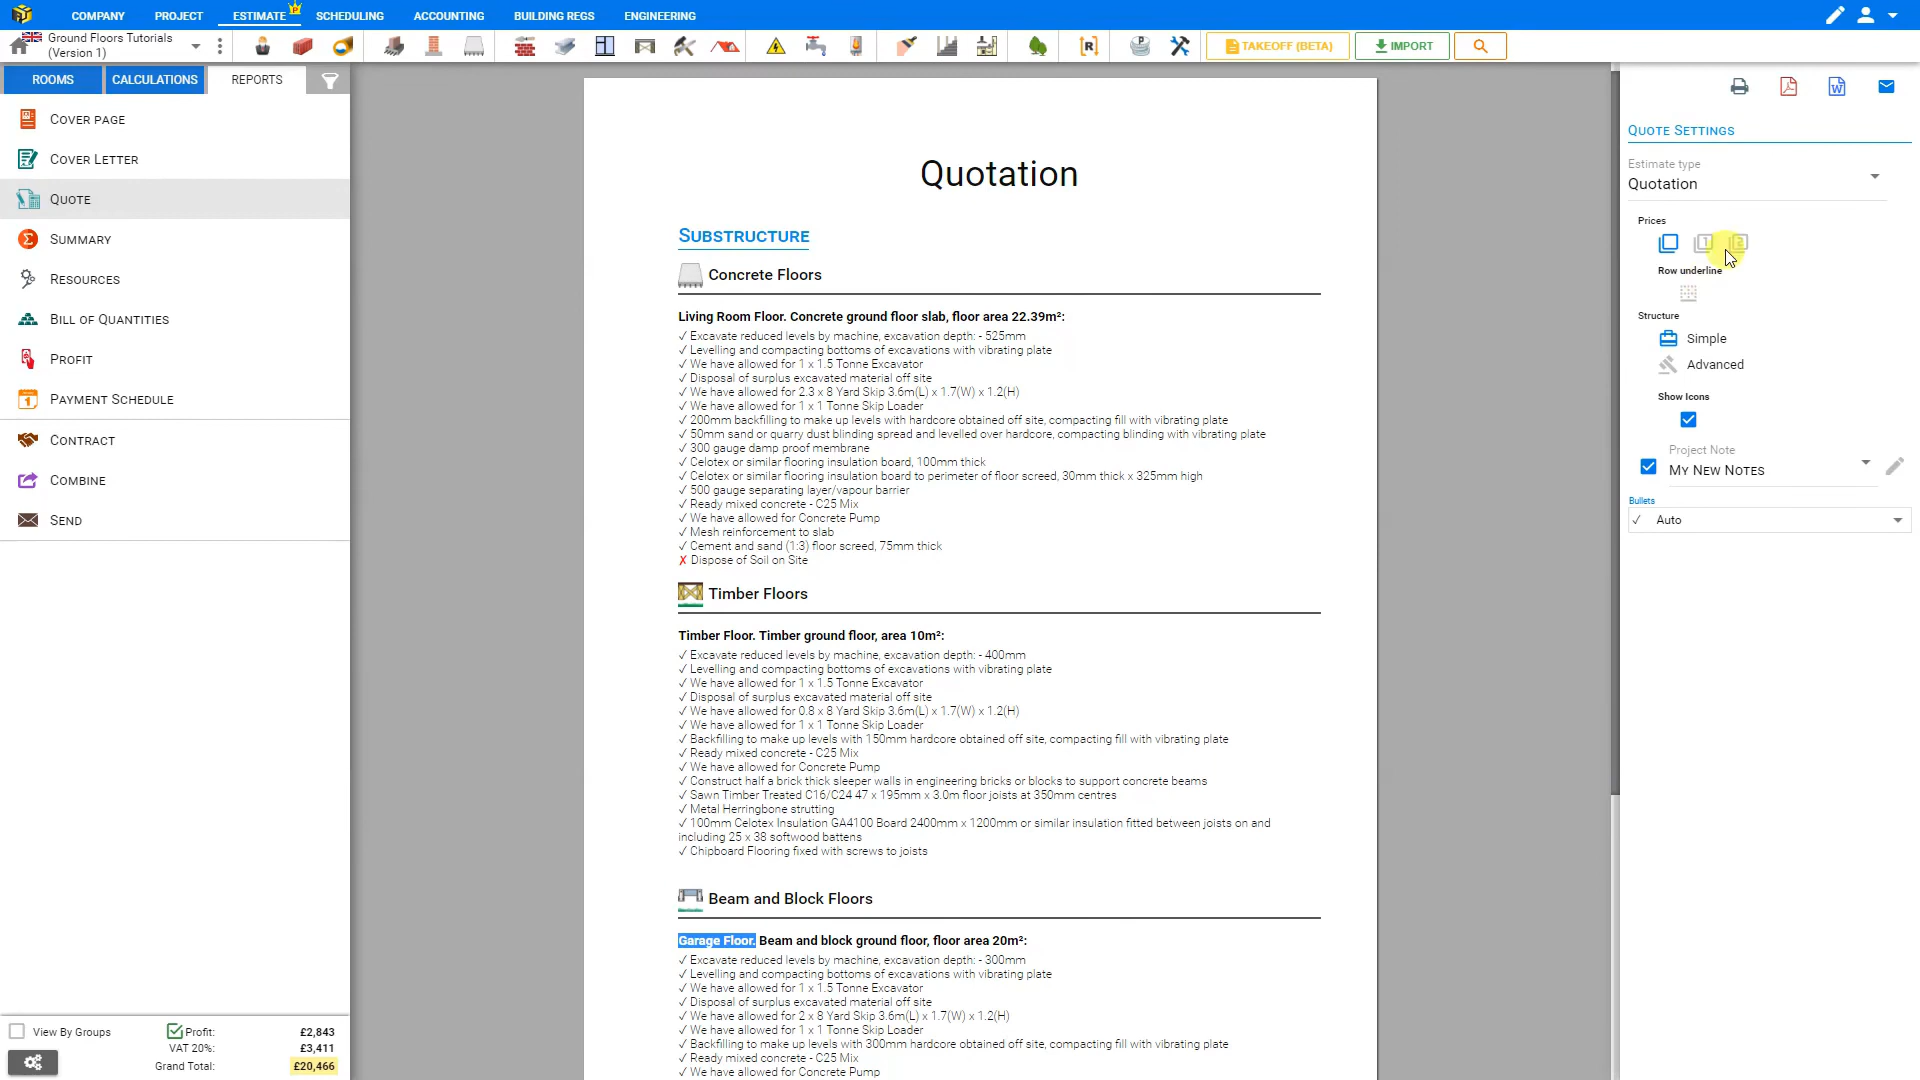 COMPANY PROJECT ESTIMATE SCHEDULING ACCOUNTING BUILDING REGS ENGINEERING
Ground Floors Tutorials
(Version 1)
TAKEOFF (BETA) IMPORT
ROOMS CALCULATIONS REPORTS
COVER PAGE
COVER LETTER
QUOTE
SUMMARY
RESOURCES
BILL OF QUANTITIES
PROFIT
PAYMENT SCHEDULE
CONTRACT
COMBINE
SEND
View By Groups
Profit: £2,843
VAT 20%: £3,411
Grand Total: £20,466
Quotation
SUBSTRUCTURE
Concrete Floors
Living Room Floor. Concrete ground floor slab, floor area 22.39m²:
✓ Excavate reduced levels by machine, excavation depth: - 525mm
✓ Levelling and compacting bottoms of excavations with vibrating plate
✓ We have allowed for 1 x 1.5 Tonne Excavator
✓ Disposal of surplus excavated material off site
✓ We have allowed for 2.3 x 8 Yard Skip 3.6m(L) x 1.7(W) x 1.2(H)
✓ We have allowed for 1 x 1 Tonne Skip Loader
✓ 200mm backfilling to make up levels with hardcore obtained off site, compacting fill with vibrating plate
✓ 50mm sand or quarry dust blinding spread and levelled over hardcore, compacting blinding with vibrating plate
✓ 300 gauge damp proof membrane
✓ Celotex or similar flooring insulation board, 100mm thick
✓ Celotex or similar flooring insulation board to perimeter of floor screed, 30mm thick x 325mm high
✓ 500 gauge separating layer/vapour barrier
✓ Ready mixed concrete - C25 Mix
✓ We have allowed for Concrete Pump
✓ Mesh reinforcement to slab
✓ Cement and sand (1:3) floor screed, 75mm thick
✗ Dispose of Soil on Site
Timber Floors
Timber Floor. Timber ground floor, area 10m²:
✓ Excavate reduced levels by machine, excavation depth: - 400mm
✓ Levelling and compacting bottoms of excavations with vibrating plate
✓ We have allowed for 1 x 1.5 Tonne Excavator
✓ Disposal of surplus excavated material off site
✓ We have allowed for 0.8 x 8 Yard Skip 3.6m(L) x 1.7(W) x 1.2(H)
✓ We have allowed for 1 x 1 Tonne Skip Loader
✓ Backfilling to make up levels with 150mm hardcore obtained off site, compacting fill with vibrating plate
✓ Ready mixed concrete - C25 Mix
✓ We have allowed for Concrete Pump
✓ Construct half a brick thick sleeper walls in engineering bricks or blocks to support concrete beams
✓ Sawn Timber Treated C16/C24 47 x 195mm x 3.0m floor joists at 350mm centres
✓ Metal Herringbone strutting
✓ 100mm Celotex Insulation GA4100 Board 2400mm x 1200mm or similar insulation fitted between joists on and
including 25 x 38 softwood battens
✓ Chipboard Flooring fixed with screws to joists
Beam and Block Floors
Garage Floor. Beam and block ground floor, floor area 20m²:
✓ Excavate reduced levels by machine, excavation depth: - 300mm
✓ Levelling and compacting bottoms of excavations with vibrating plate
✓ We have allowed for 1 x 1.5 Tonne Excavator
✓ Disposal of surplus excavated material off site
✓ We have allowed for 2 x 8 Yard Skip 3.6m(L) x 1.7(W) x 1.2(H)
✓ We have allowed for 1 x 1 Tonne Skip Loader
✓ Backfilling to make up levels with 300mm hardcore obtained off site, compacting fill with vibrating plate
✓ Ready mixed concrete - C25 Mix
✓ We have allowed for Concrete Pump
QUOTE SETTINGS
Estimate type
Quotation
Prices
1 2
Row underline
Structure
Simple
Advanced
Show Icons
Project Note
MY NEW NOTES
Bullets
✓ Auto